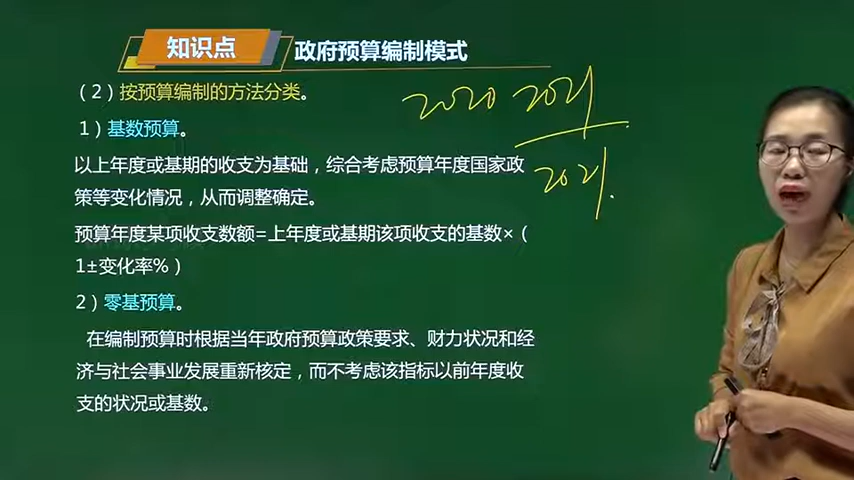 知识点 政府预算编制模式
（2）按预算编制的方法分类。
2020 2021
1）基数预算。
以上年度或基期的收支为基础，综合考虑预算年度国家政
2021.
策等变化情况，从而调整确定。
预算年度某项收支数额=上年度或基期该项收支的基数×（
1±变化率%）
2）零基预算。
在编制预算时根据当年政府预算政策要求、财力状况和经
济与社会事业发展重新核定，而不考虑该指标以前年度收
支的状况或基数。